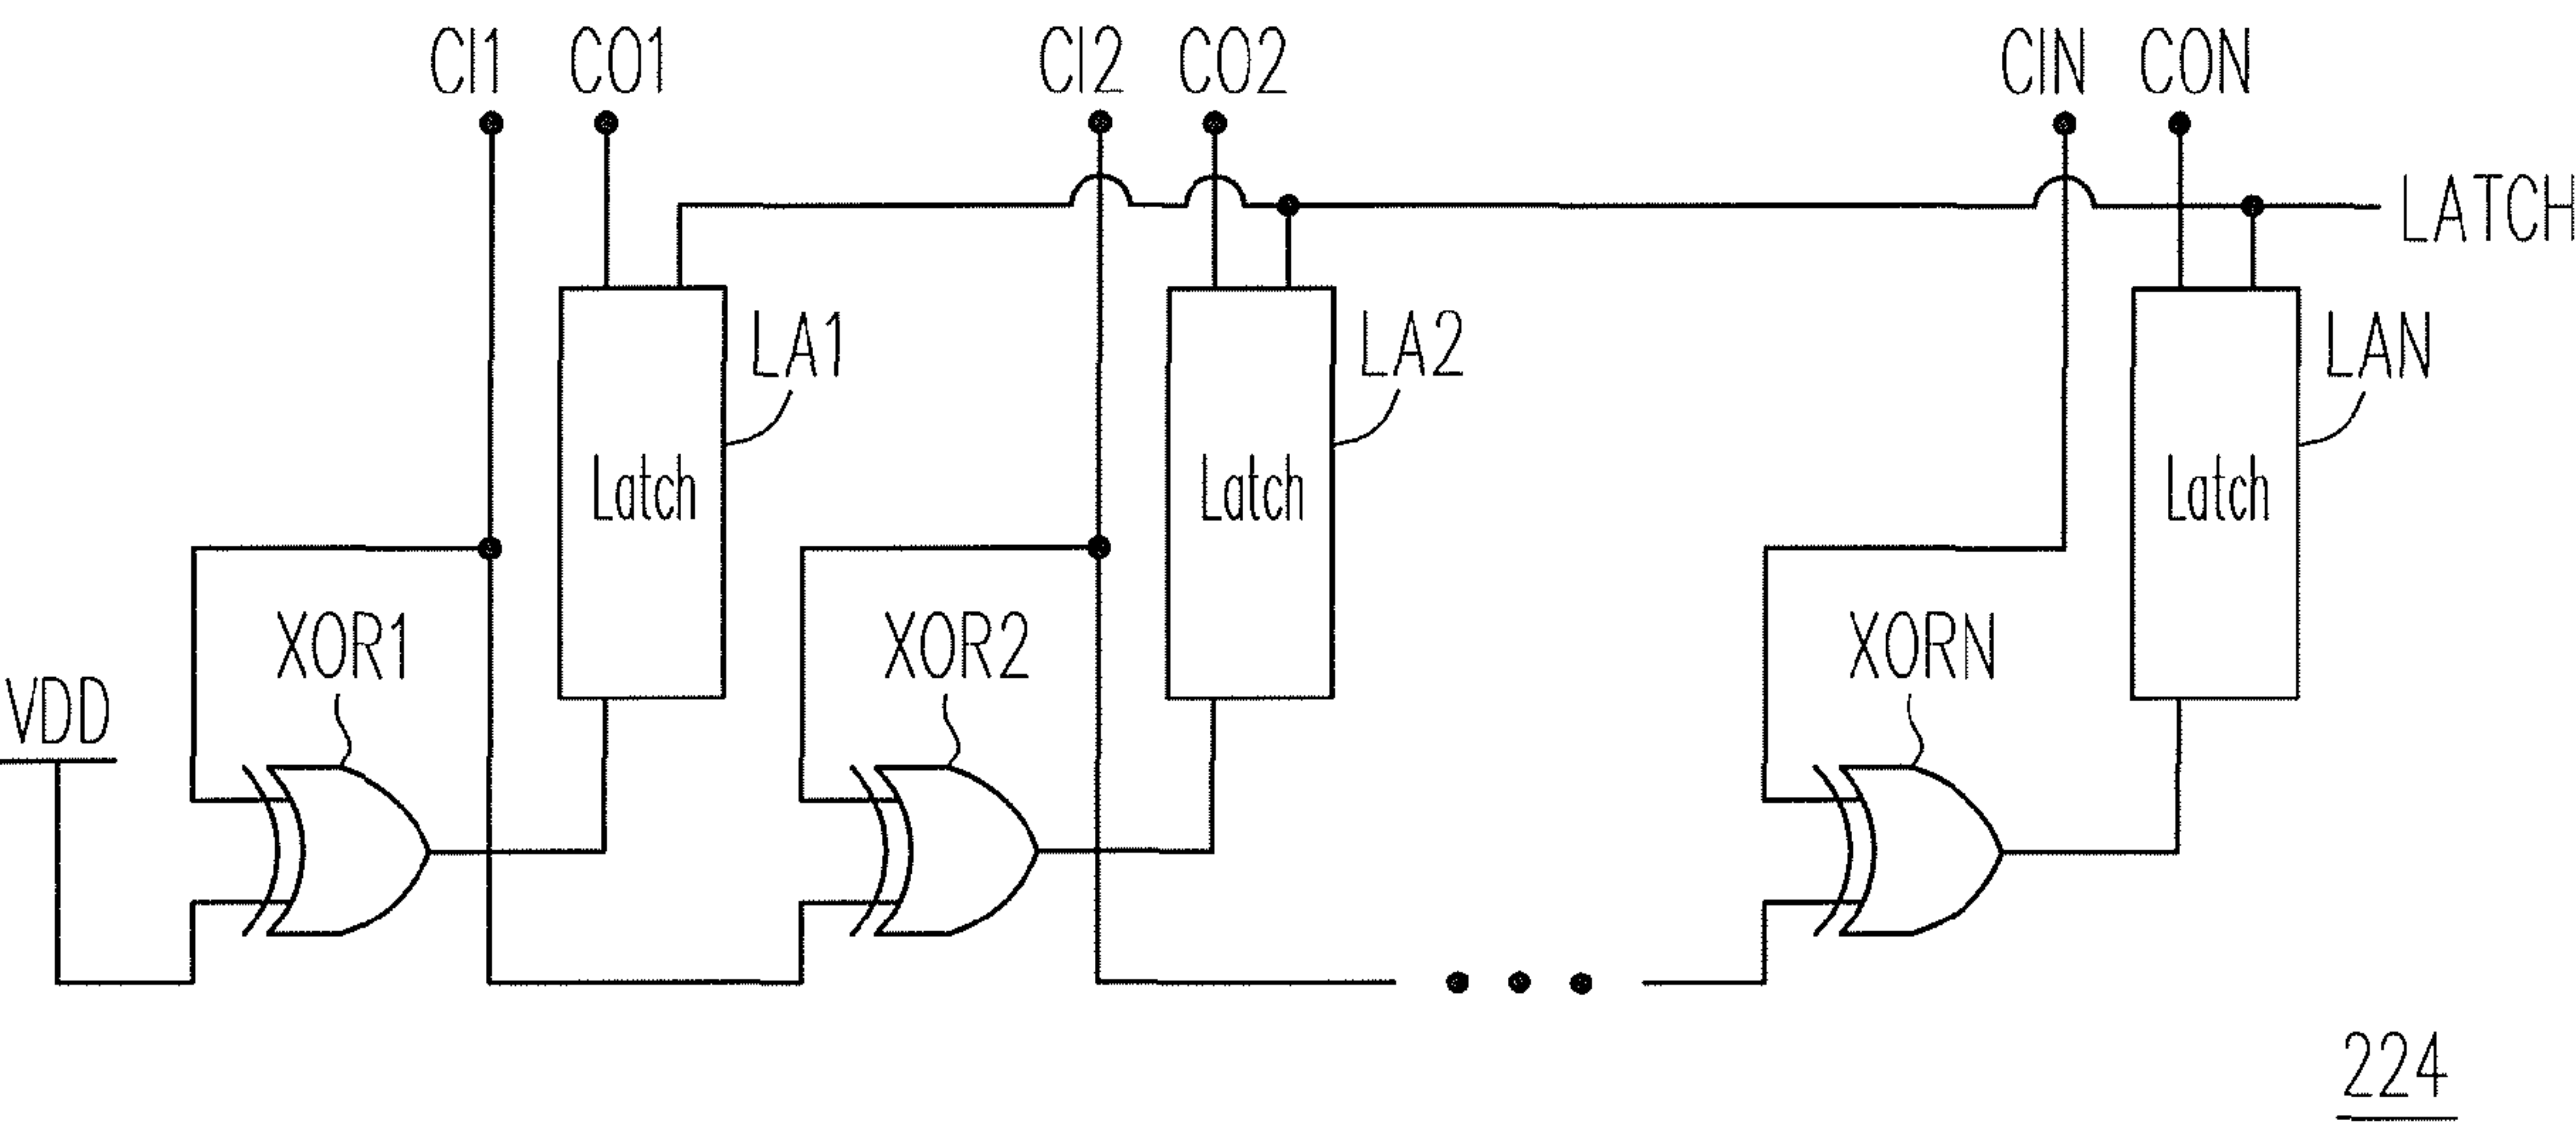 CI1 CO1 CI2 CO2 CIN CON
LATCH
LA1 LA2 LAN
Latch Latch Latch
XOR1 XOR2 XORN
VDD
224